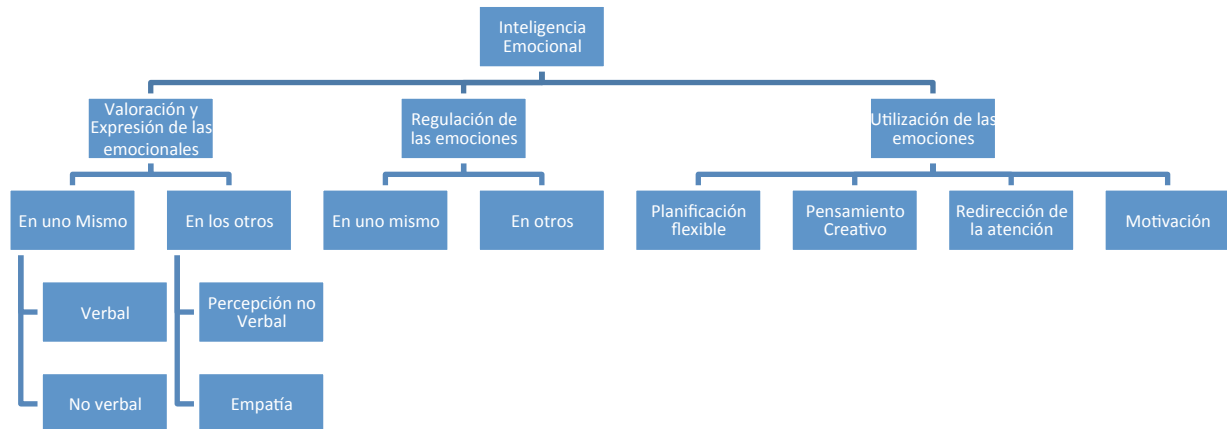 Inteligencia
Emocional
Valoración y
Expresión de las
emocionales
Regulación de
las emociones
Utilización de las
emociones
En uno Mismo
En los otros
En uno mismo
En otros
Planificación
flexible
Pensamiento
Creativo
Redirección de
la atención
Motivación
Verbal
Percepción no
Verbal
No verbal
Empatía